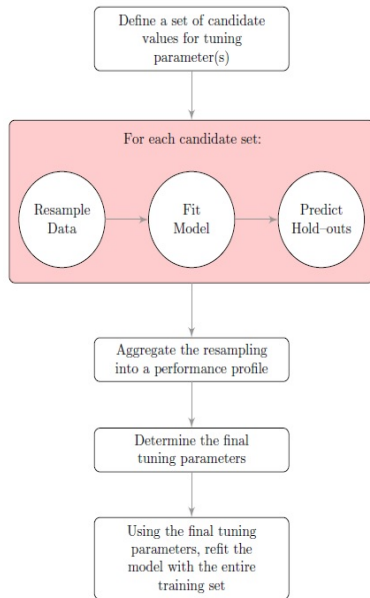 Define a set of candidate
values for tuning
parameter(s)
For each candidate set:
Resample
Data
Fit
Model
Predict
Hold–outs
Aggregate the resampling
into a performance profile
Determine the final
tuning parameters
Using the final tuning
parameters, refit the
model with the entire
training set